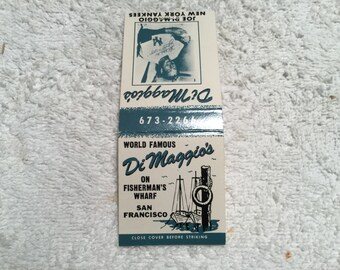 JOE DiMAGGIO
NEW YORK YANKEES
DiMaggio's
673-2266
WORLD FAMOUS
DiMaggio's
ON
FISHERMAN'S
WHARF
SAN
FRANCISCO
CLOSE COVER BEFORE STRIKING